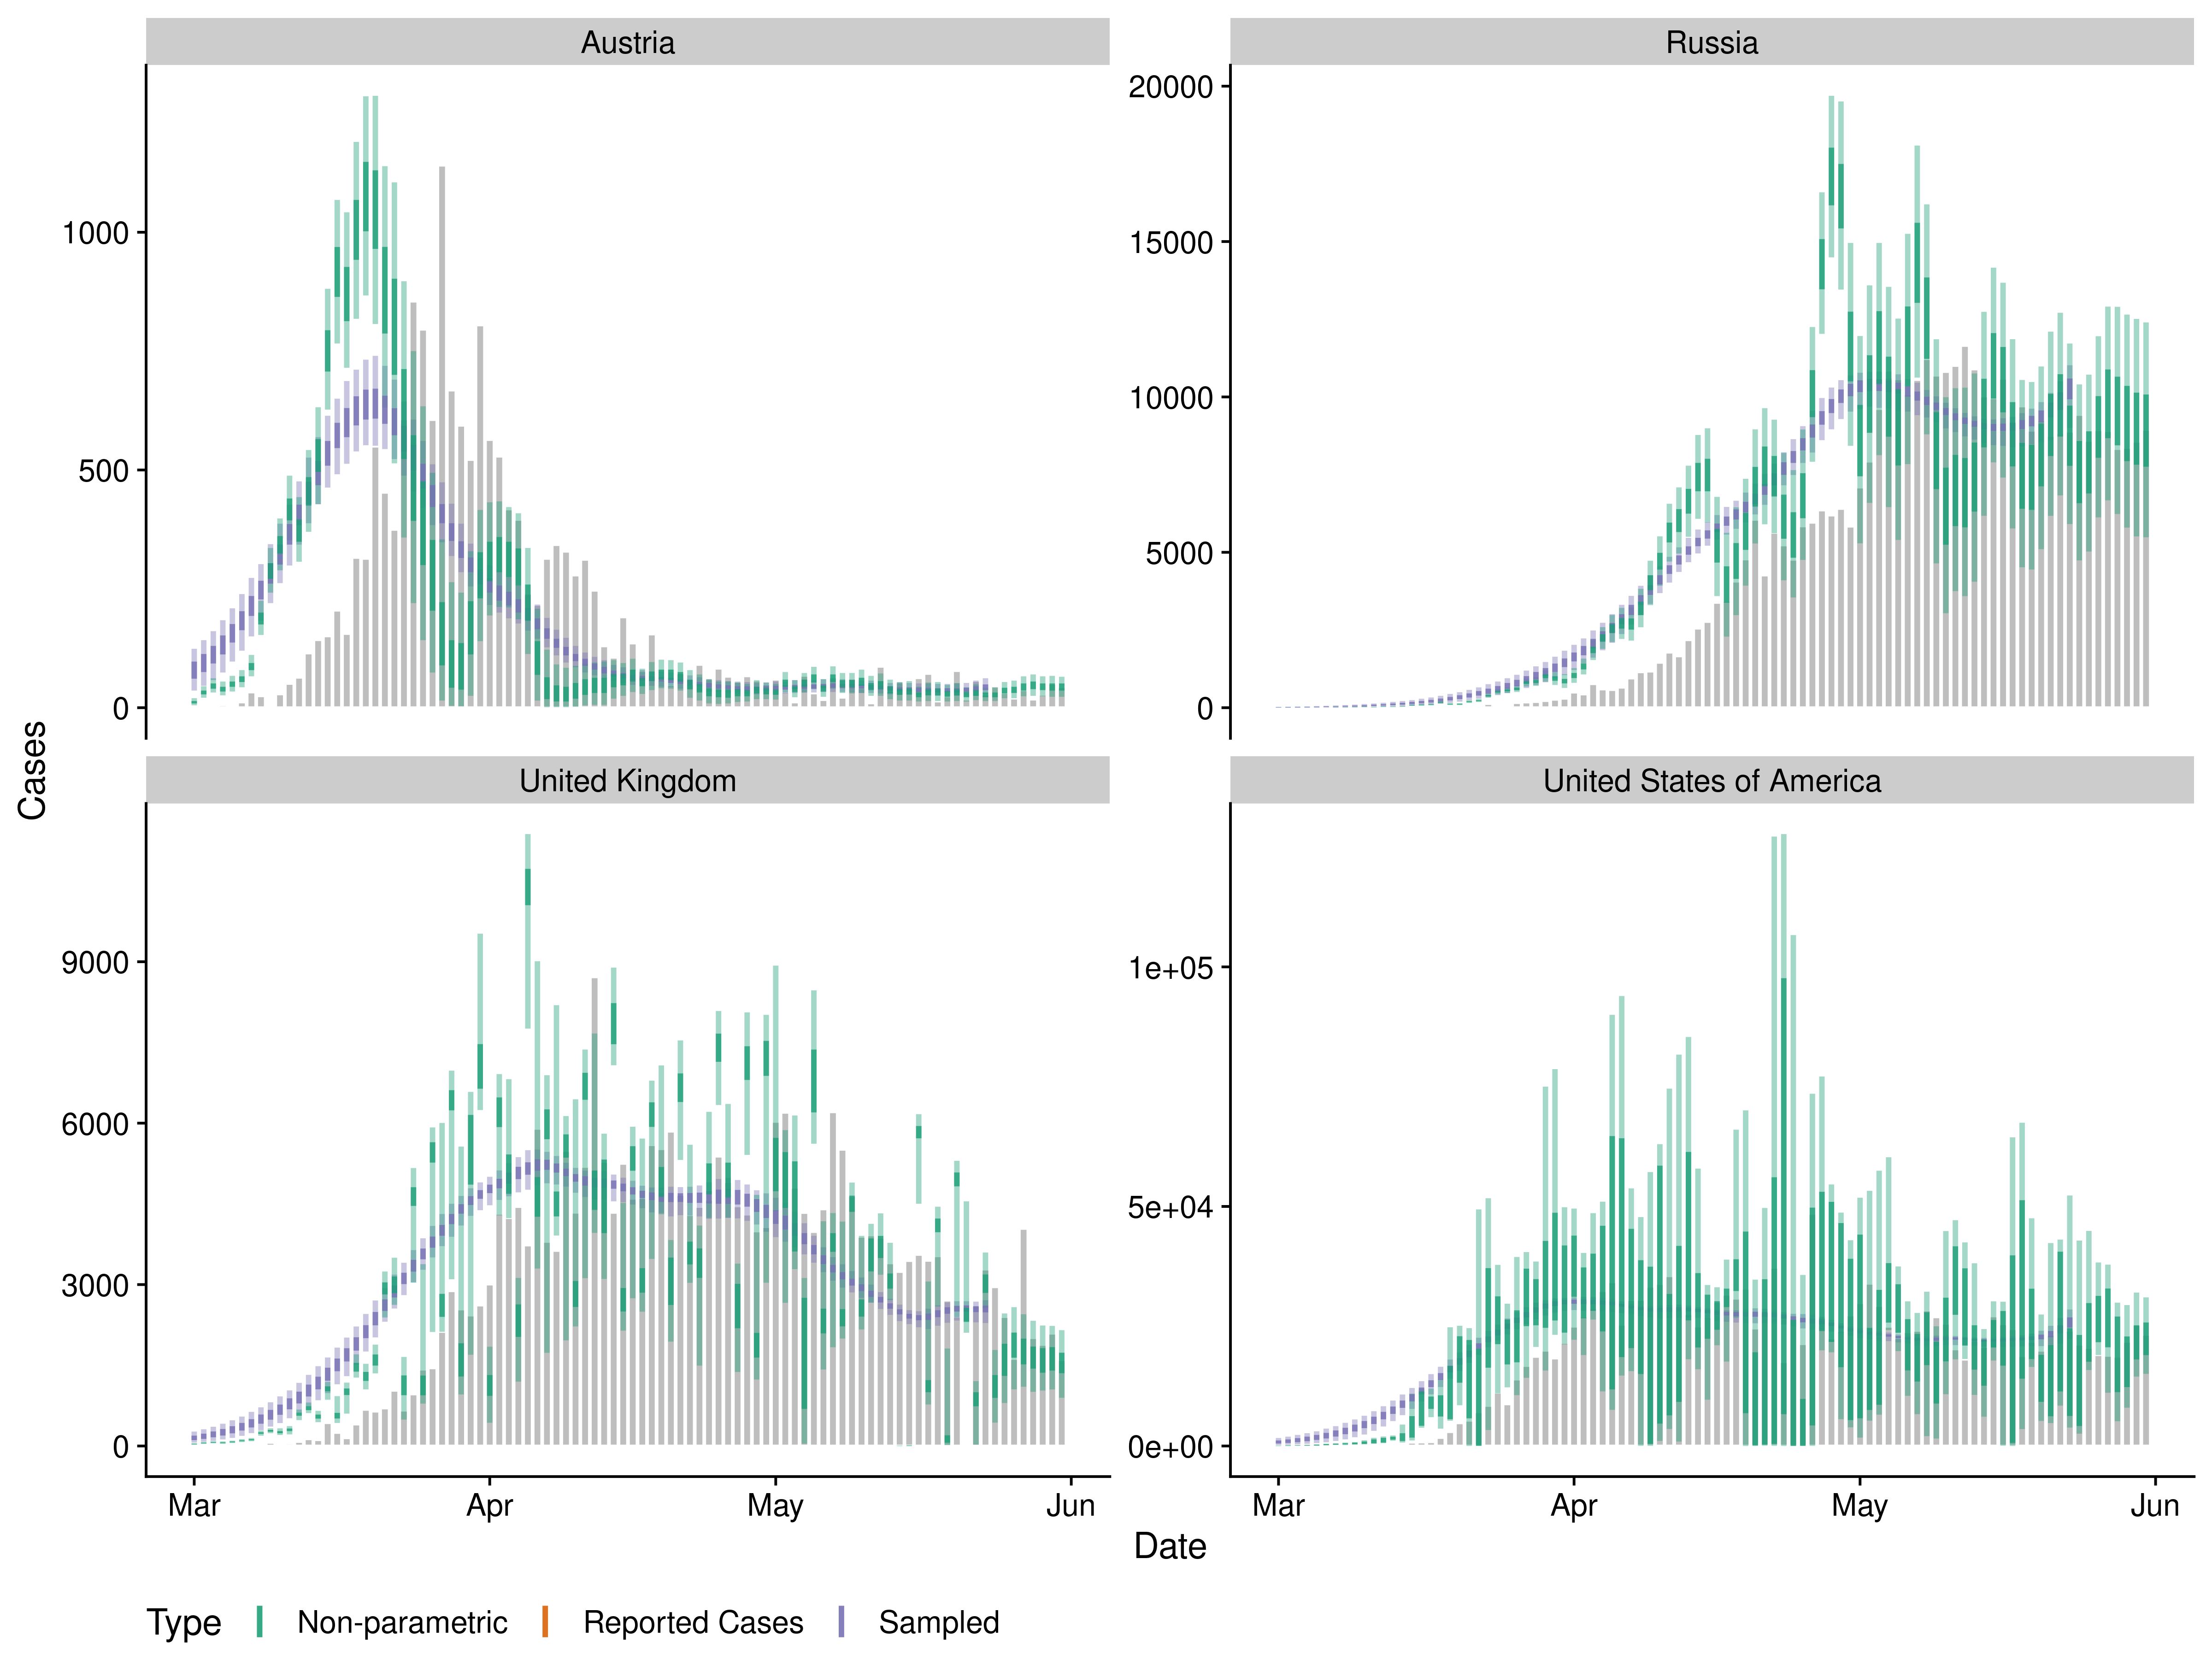 Austria
Russia
1000
500
0
20000
15000
10000
5000
0
Cases
United Kingdom
United States of America
9000
6000
3000
0
1e+05
5e+04
0e+00
Mar Apr May Jun
Mar Apr May Jun
Date
Type Non-parametric Reported Cases Sampled